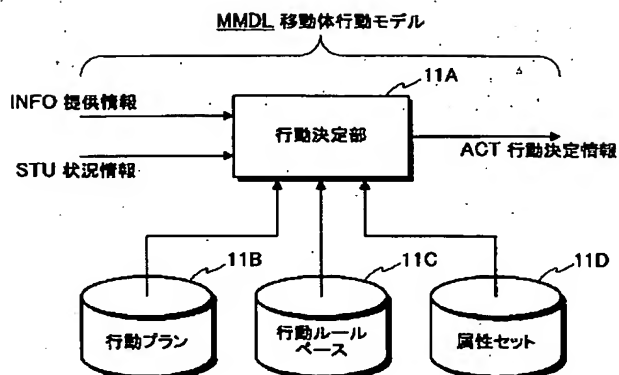 MMDL 移動体行動モデル
11A
INFO 提供情報
行動決定部
ACT 行動決定情報
STU 状況情報
11B
11C
11D
行動プラン
行動ルール
ベース
属性セット